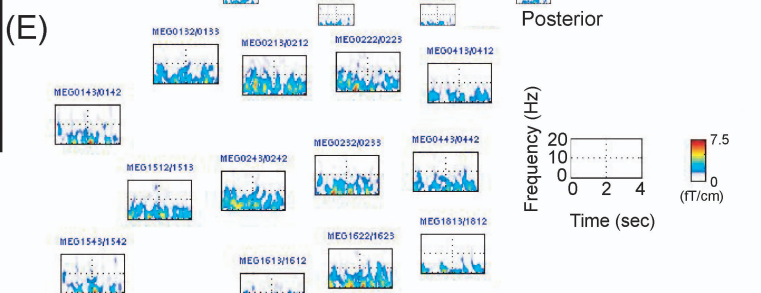 (E)
Posterior
MEG0132/0133
MEG0213/0212
MEG0222/0223
MEG0413/0412
MEG0143/0142
MEG1512/1513
MEG0243/0242
MEG0232/0233
MEG0443/0442
MEG1543/1542
MEG1613/1612
MEG1622/1623
MEG1813/1812
Frequency (Hz)
20
10
0
0 2 4
Time (sec)
7.5
0
(fT/cm)